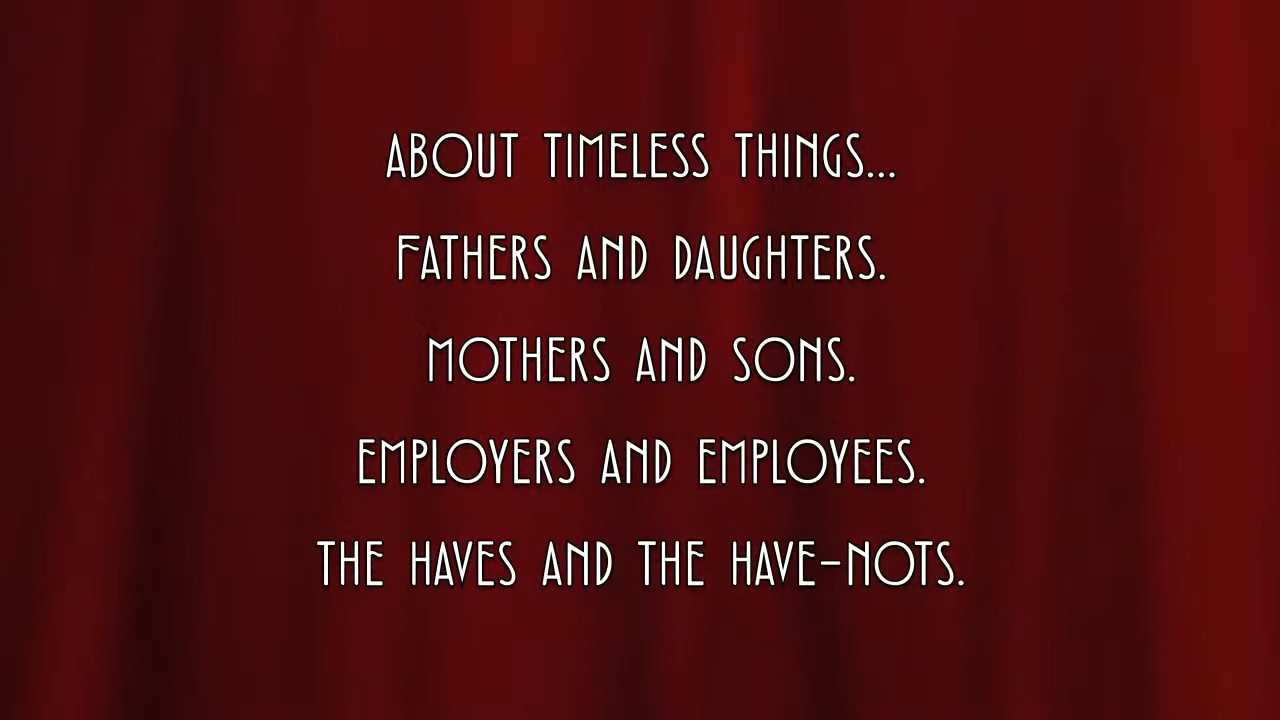 ABOUT TIMELESS THINGS...
FATHERS AND DAUGHTERS.
MOTHERS AND SONS.
EMPLOYERS AND EMPLOYEES.
THE HAVES AND THE HAVE-NOTS.